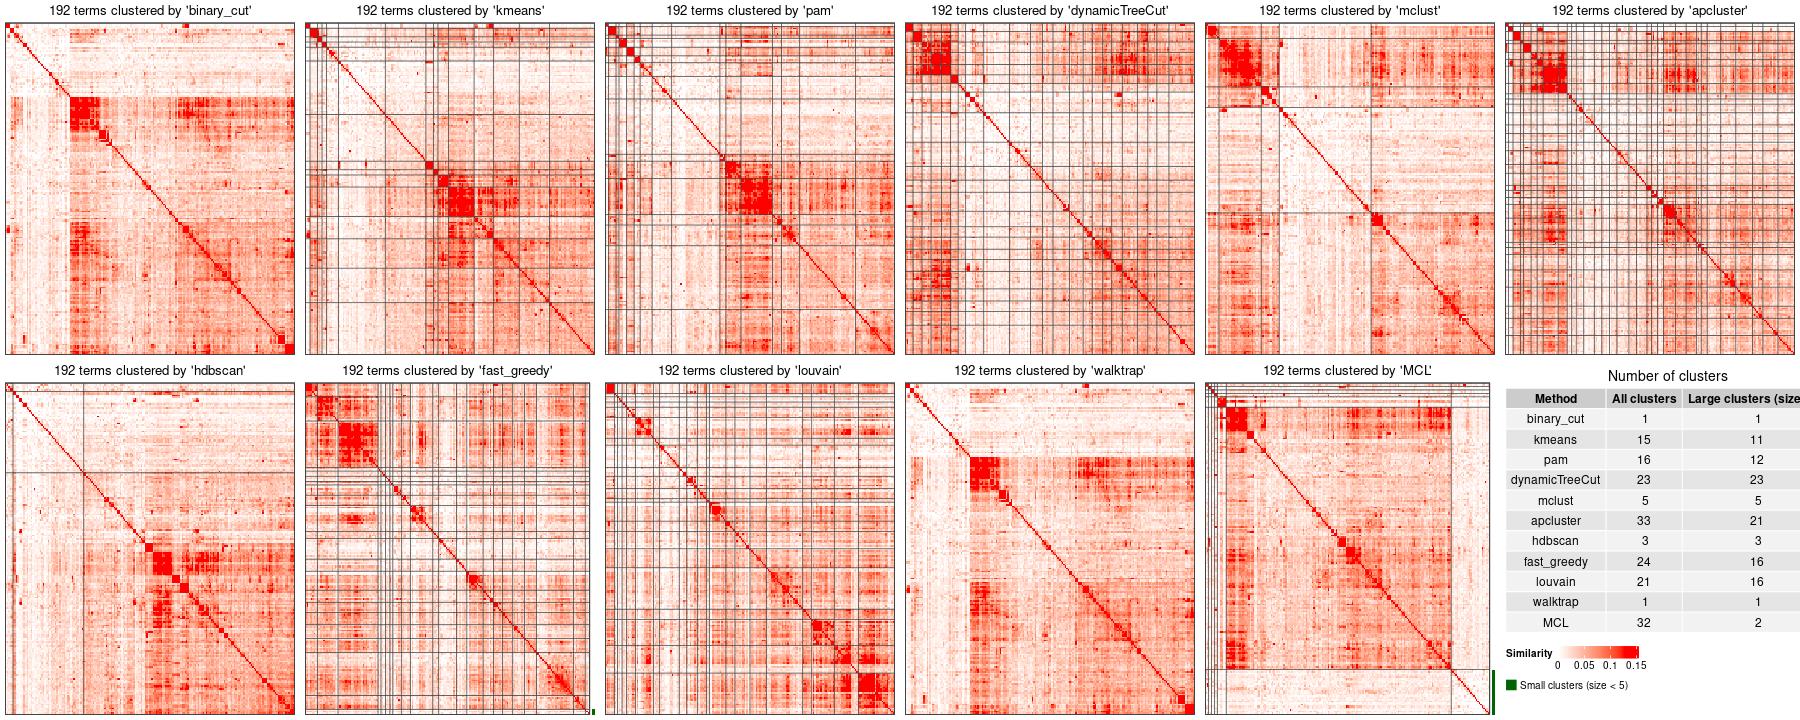 192 terms clustered by 'binary_cut'
192 terms clustered by 'kmeans'
192 terms clustered by 'pam'
192 terms clustered by 'dynamicTreeCut'
192 terms clustered by 'mclust'
192 terms clustered by 'apcluster'
192 terms clustered by 'hdbscan'
192 terms clustered by 'fast_greedy'
192 terms clustered by 'louvain'
192 terms clustered by 'walktrap'
192 terms clustered by 'MCL'
Number of clusters
Method All clusters Large clusters (size
binary_cut 1 1
kmeans 15 11
pam 16 12
dynamicTreeCut 23 23
mclust 5 5
apcluster 33 21
hdbscan 3 3
fast_greedy 24 16
louvain 21 16
walktrap 1 1
MCL 32 2
Similarity
0 0.05 0.1 0.15
Small clusters (size < 5)